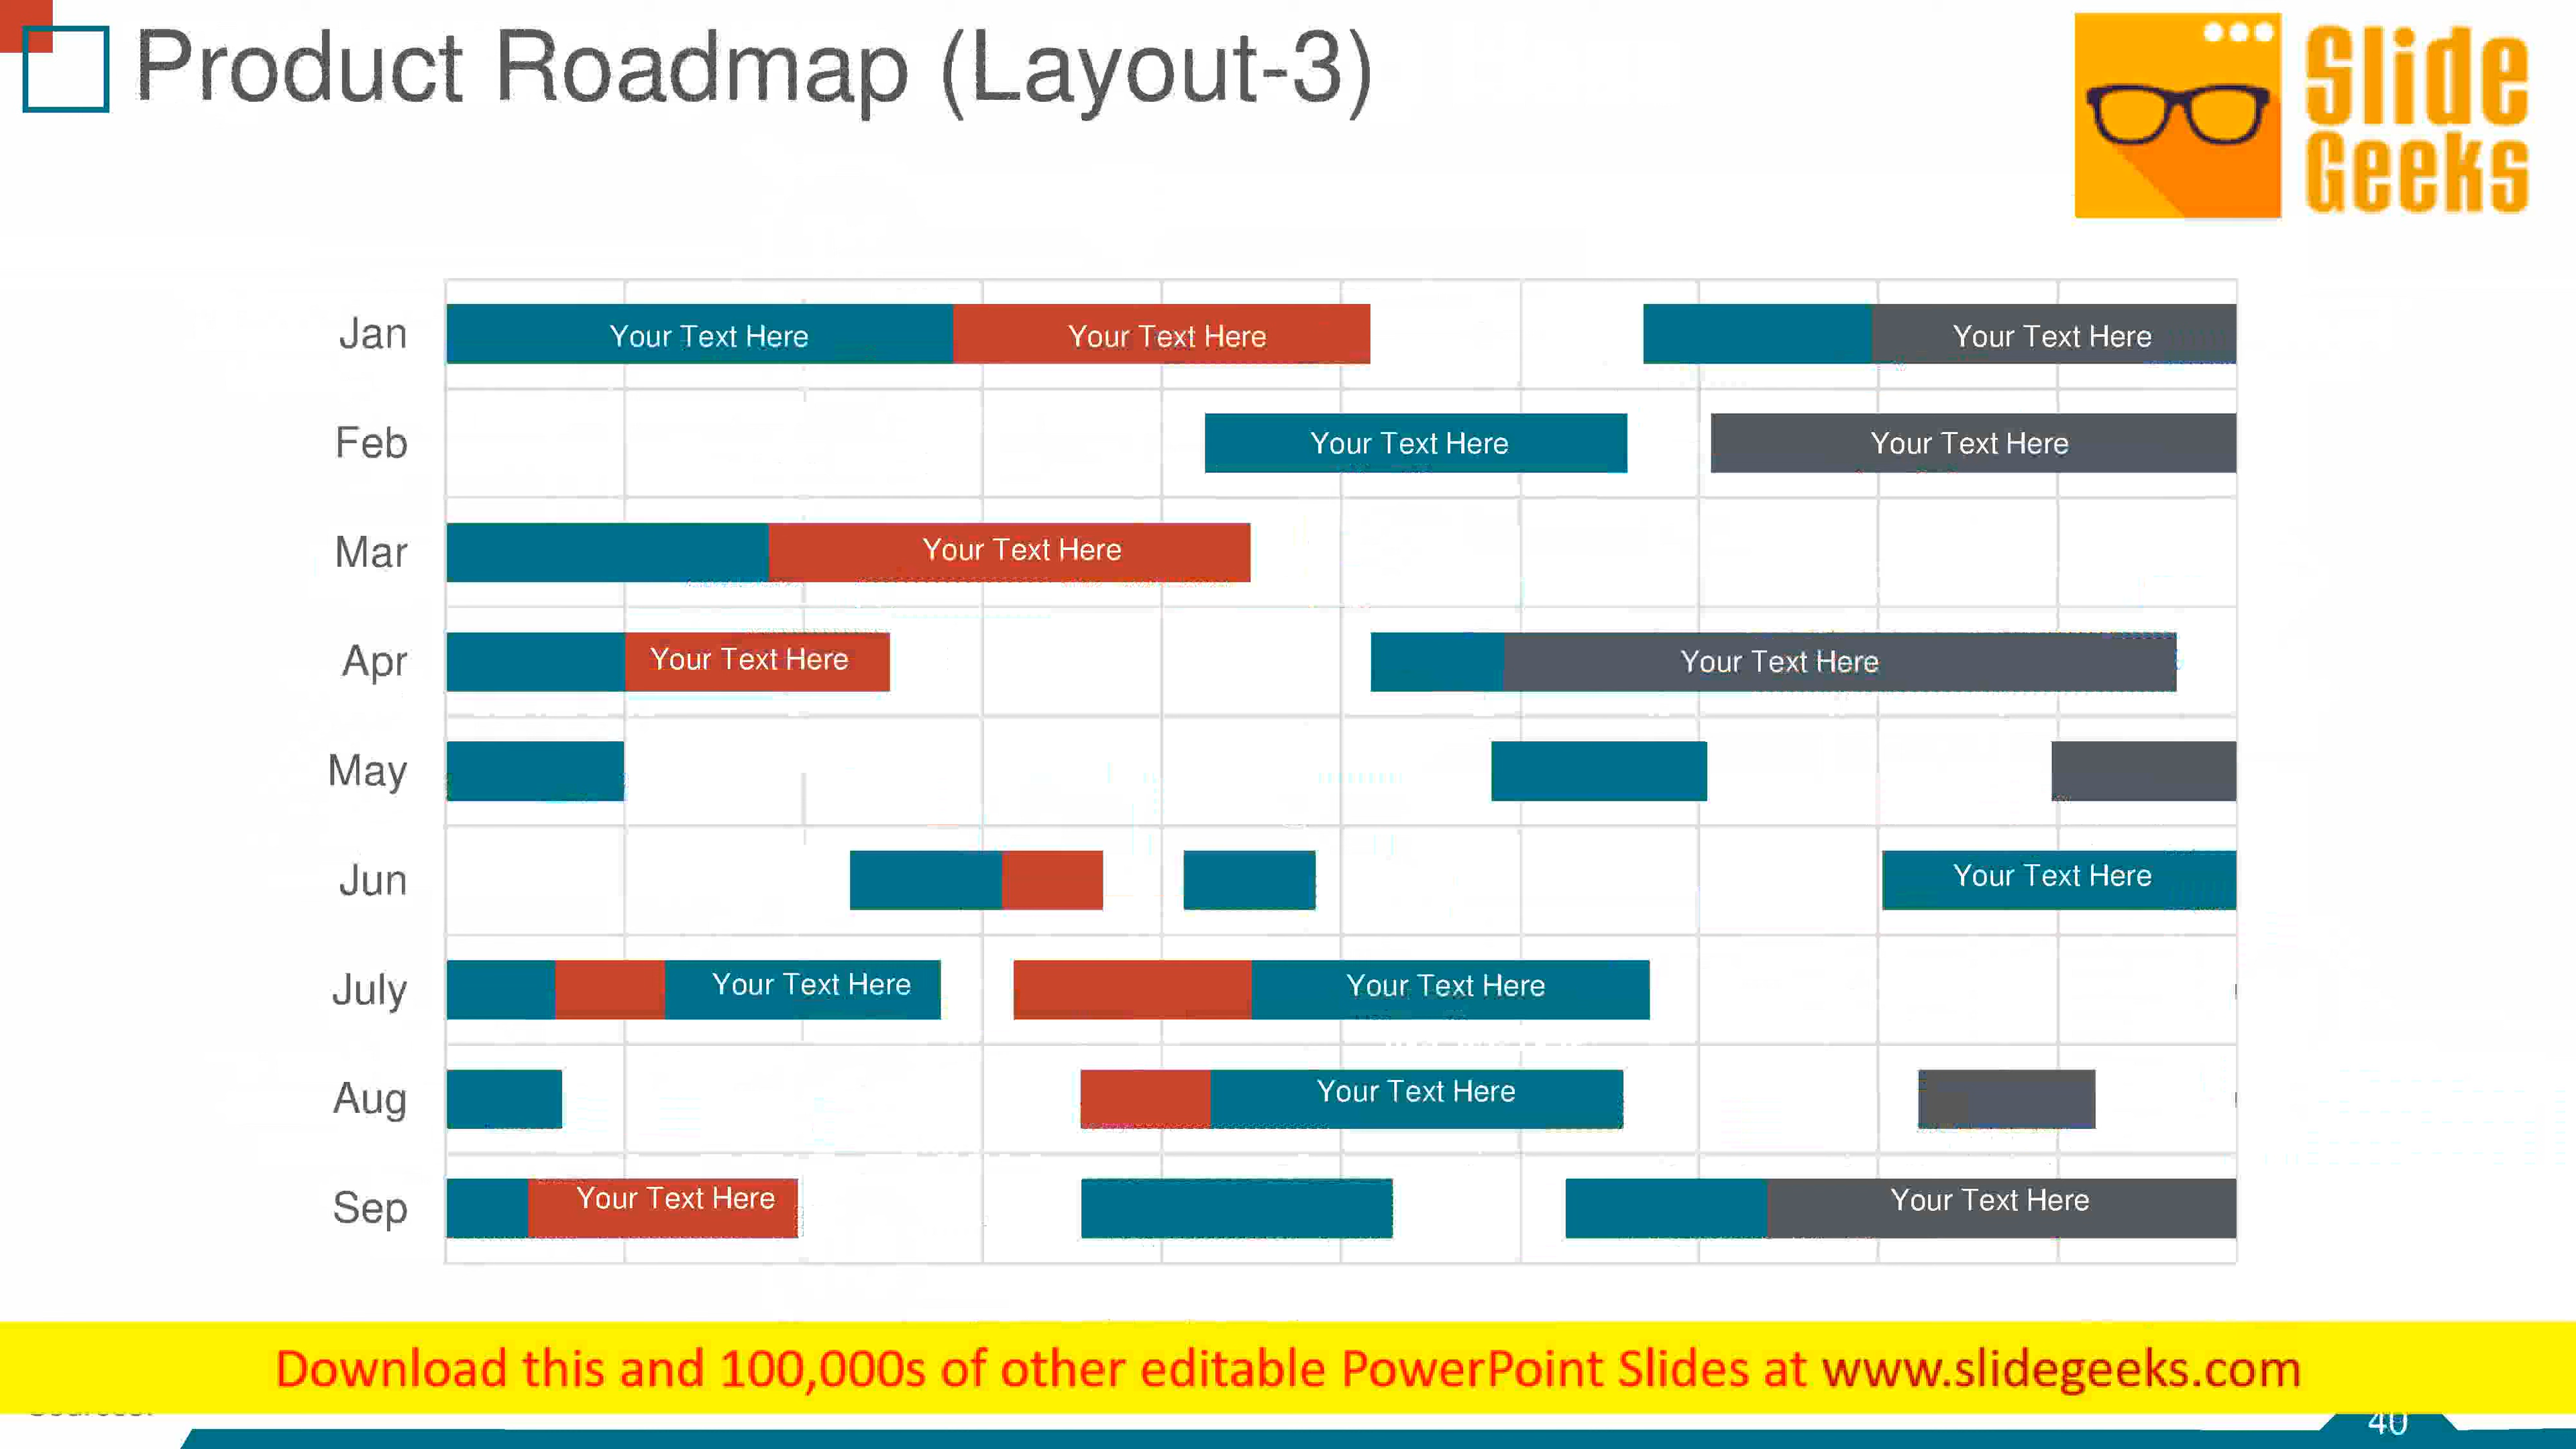 Product Roadmap (Layout-3)
Slide
Geeks
Jan
Your Text Here
Your Text Here
Your Text Here
Feb
Your Text Here
Your Text Here
Mar
Your Text Here
Apr
Your Text Here
Your Text Here
May
Jun
Your Text Here
July
Your Text Here
Your Text Here
Aug
Your Text Here
Sep
Your Text Here
Your Text Here
Download this and 100,000s of other editable PowerPoint Slides at www.slidegeeks.com
40